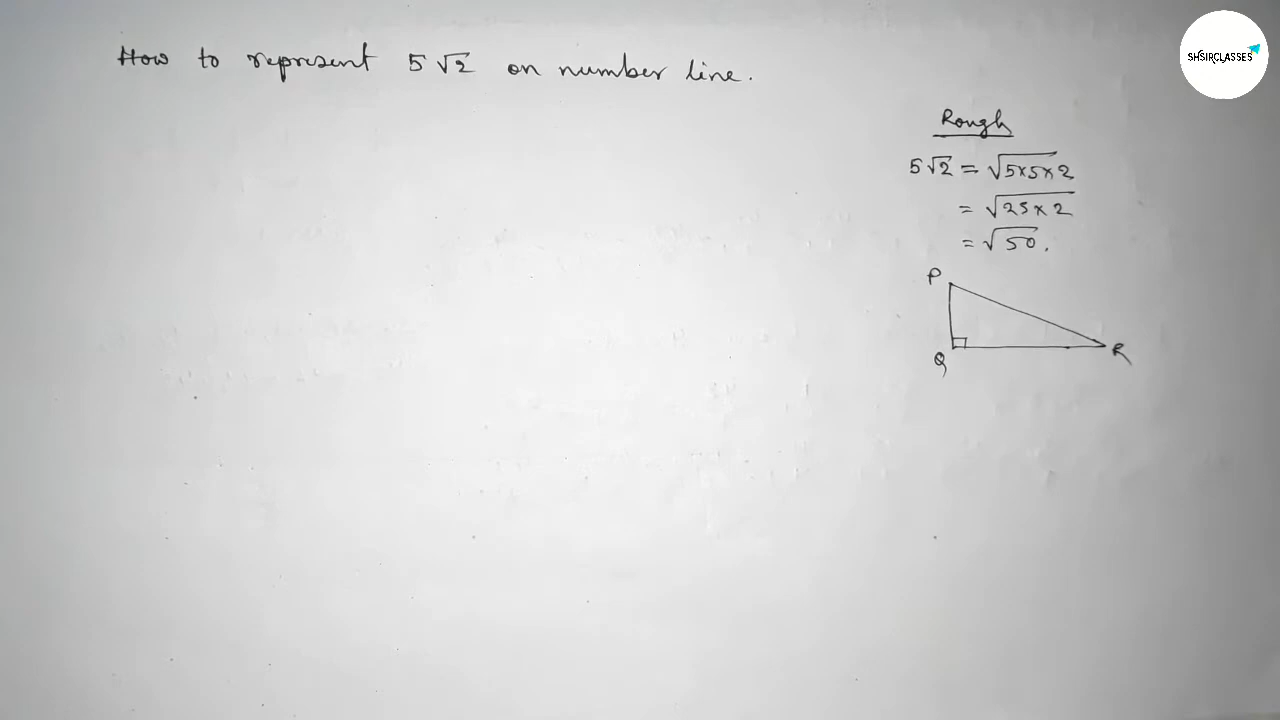 How to represent 5√2 on number line.
SHSIRCLASSES
Rough
5√2 = √5×5×2
= √25×2
= √50.
P
Q
R